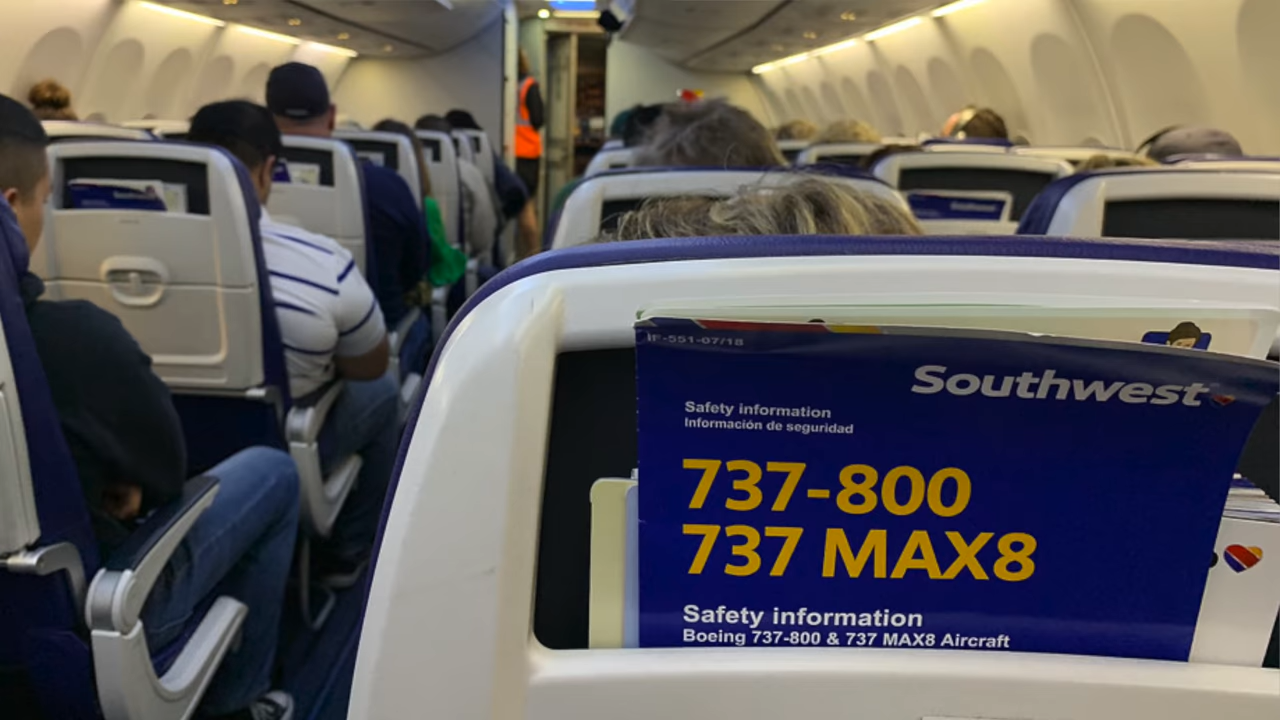 IF-551-07/18
Southwest
Safety information
Información de seguridad
737-800
737 MAX8
Safety information
Boeing 737-800 & 737 MAX8 Aircraft
Southwest